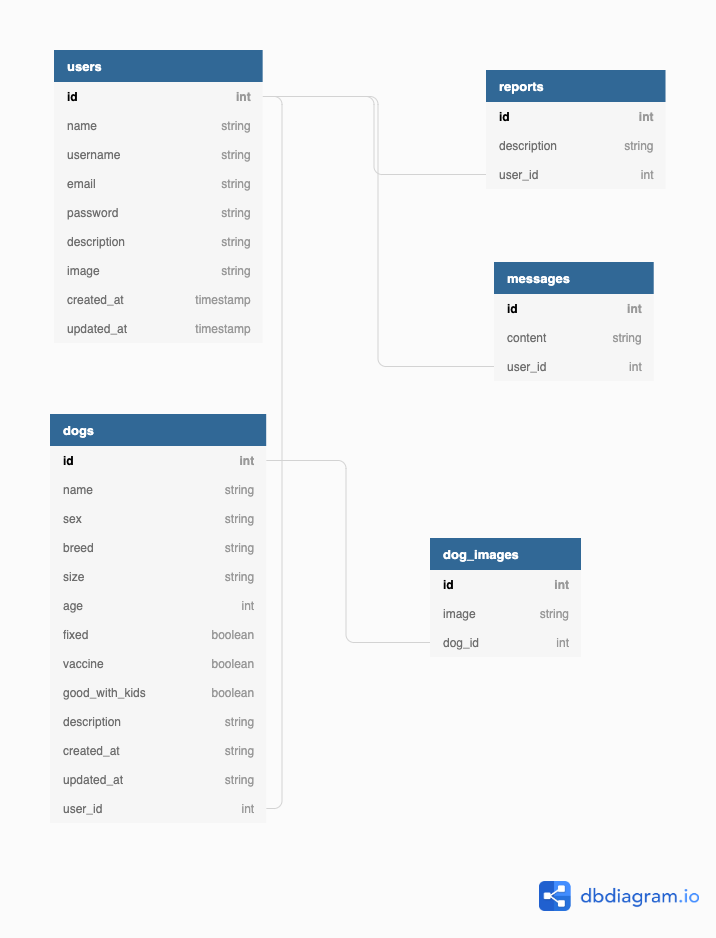 users
id int
name string
username string
email string
password string
description string
image string
created_at timestamp
updated_at timestamp
reports
id int
description string
user_id int
messages
id int
content string
user_id int
dogs
id int
name string
sex string
breed string
size string
age int
fixed boolean
vaccine boolean
good_with_kids boolean
description string
created_at string
updated_at string
user_id int
dog_images
id int
image string
dog_id int
dbdiagram.io